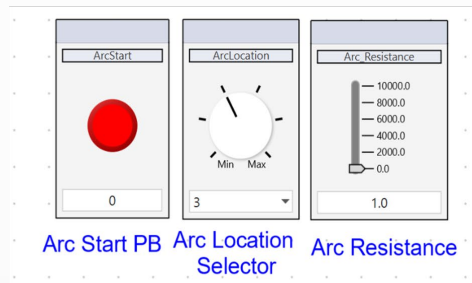 ArcStart
0
Arc Start PB
ArcLocation
Min Max
3
Arc Location
Selector
Arc_Resistance
10000.0
8000.0
6000.0
4000.0
2000.0
0.0
1.0
Arc Resistance